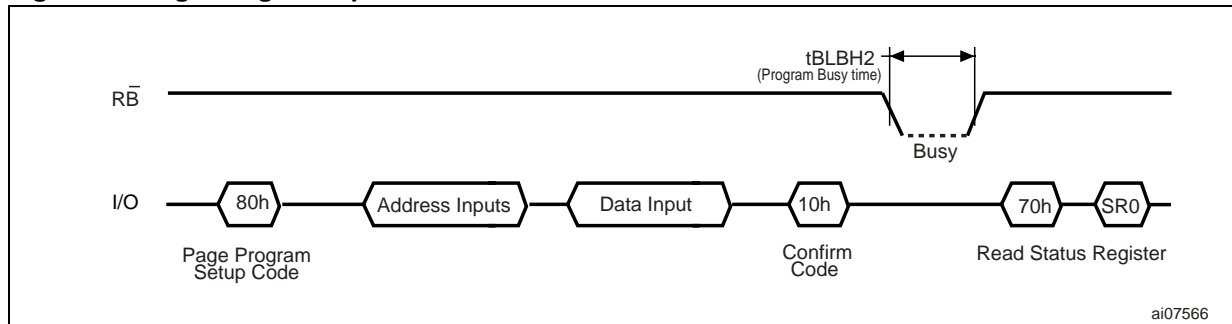 tBLBH2
(Program Busy time)
RB̅
Busy
I/O
80h
Address Inputs
Data Input
10h
70h
SR0
Page Program
Setup Code
Confirm
Code
Read Status Register
ai07566